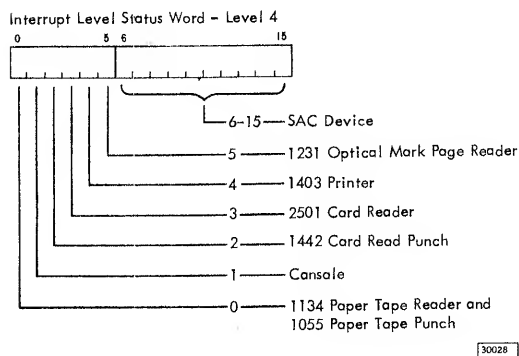 Interrupt Level Status Word - Level 4
0 5 6 15
6-15 SAC Device
5 1231 Optical Mark Page Reader
4 1403 Printer
3 2501 Card Reader
2 1442 Card Read Punch
1 Cansale
0 1134 Paper Tape Reader and
1055 Paper Tape Punch
30028